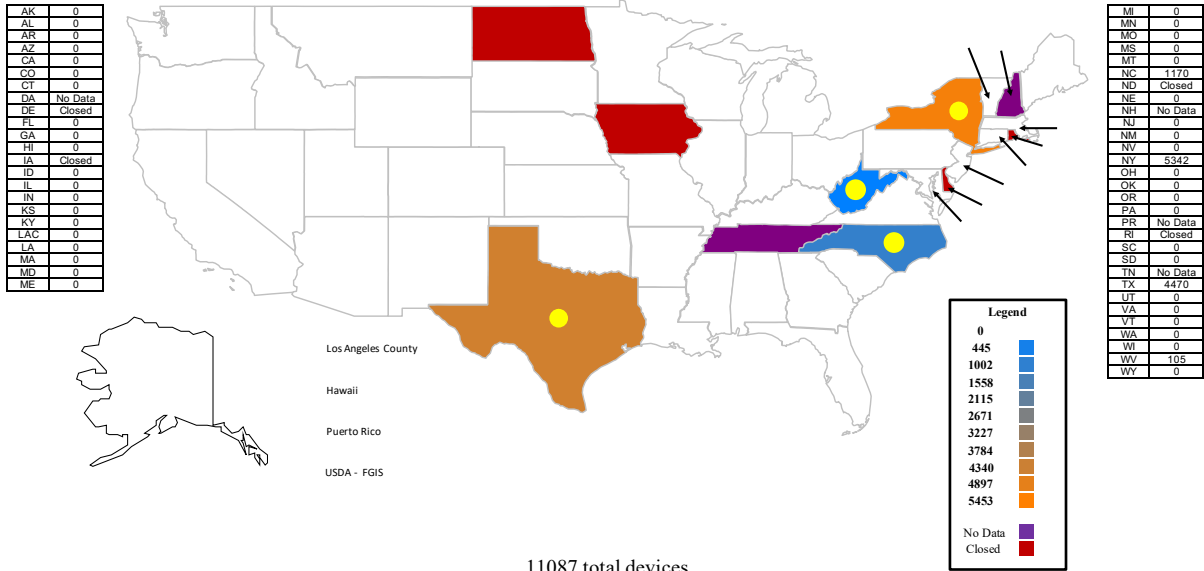 AK 0
AL 0
AR 0
AZ 0
CA 0
CO 0
CT 0
DA No Data
DE Closed
FL 0
GA 0
HI 0
IA Closed
ID 0
IL 0
IN 0
KS 0
KY 0
LAC 0
LA 0
MA 0
MD 0
ME 0
MI 0
MN 0
MO 0
MS 0
MT 0
NC 1170
ND Closed
NE 0
NH No Data
NJ 0
NM 0
NV 0
NY 5342
OH 0
OK 0
OR 0
PA 0
PR No Data
RI Closed
SC 0
SD 0
TN No Data
TX 4470
UT 0
VA 0
VT 0
WA 0
WI 0
WV 105
WY 0
Los Angeles County
Hawaii
Puerto Rico
USDA - FGIS
Legend
0
445
1002
1558
2115
2671
3227
3784
4340
4897
5453
No Data
Closed
11087 total devices